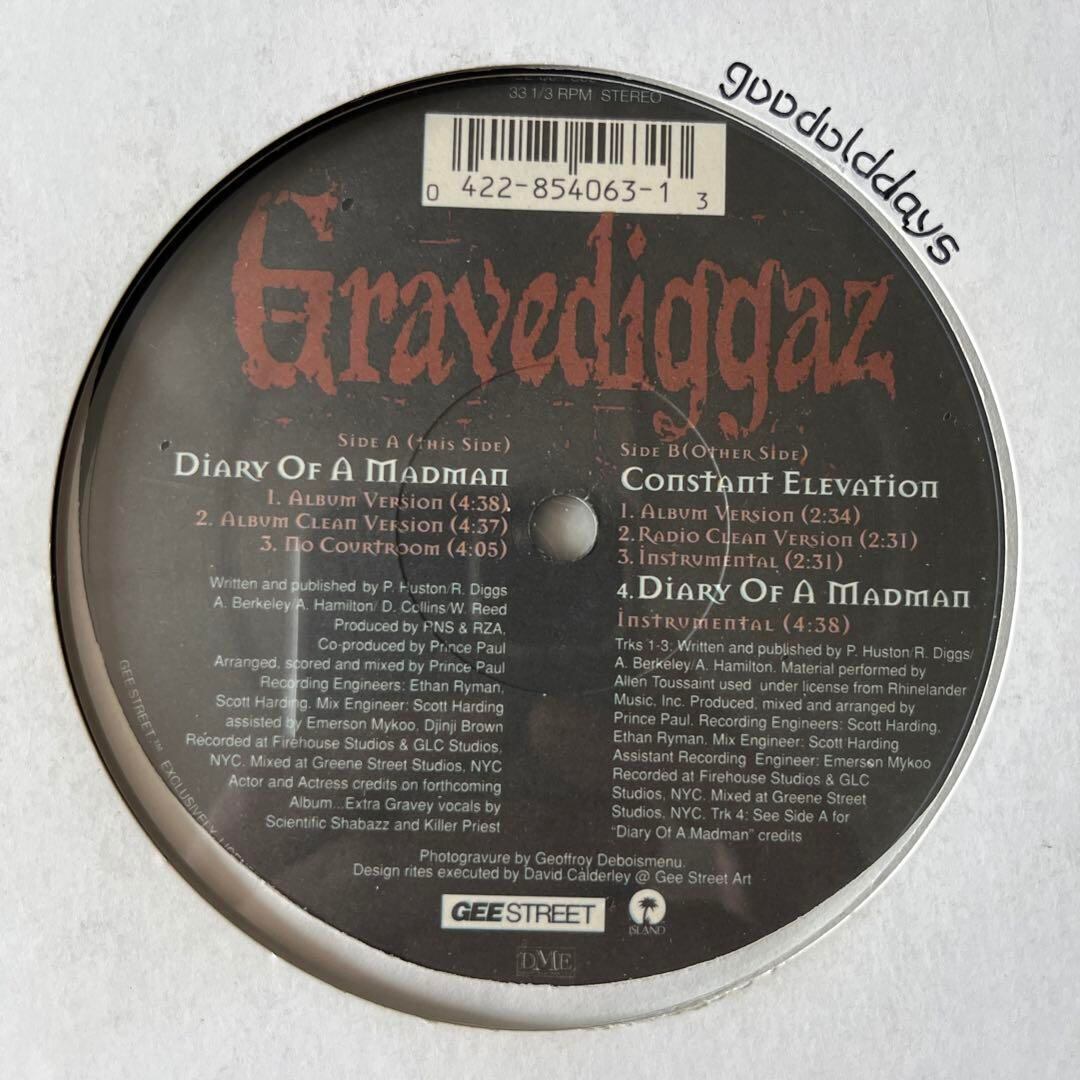 33 1/3 RPM STEREO
0 422-854063-1 3
gooddolddays
Gravediggaz
Side A (this Side)
Diary Of A Madman
1. Album Version (4:38)
2. Album Clean Version (4:37)
3. No Courtroom (4:05)
Written and published by P. Huston/R. Diggs
A. Berkeley/A. Hamilton/ D. Collins/W. Reed
Produced by PNS & RZA,
Co-produced by Prince Paul
Arranged, scored and mixed by Prince Paul
Recording Engineers: Ethan Ryman,
Scott Harding. Mix Engineer: Scott Harding
assisted by Emerson Mykoo, Djinji Brown
Recorded at Firehouse Studios & GLC Studios,
NYC. Mixed at Greene Street Studios, NYC
Actor and Actress credits on forthcoming
Album...Extra Gravey vocals by
Scientific Shabazz and Killer Priest
Side B(Other Side)
Constant Elevation
1. Album Version (2:34)
2. Radio Clean Version (2:31)
3. Instrumental (2:31)
4. Diary Of A Madman
Instrumental (4:38)
Trks 1-3: Written and published by P. Huston/R. Diggs/
A. Berkeley/A. Hamilton. Material performed by
Allen Toussaint used under license from Rhinelander
Music, Inc. Produced, mixed and arranged by
Prince Paul. Recording Engineers: Scott Harding,
Ethan Ryman. Mix Engineer: Scott Harding
Assistant Recording Engineer: Emerson Mykoo
Recorded at Firehouse Studios & GLC
Studios, NYC. Mixed at Greene Street
Studios, NYC. Trk 4: See Side A for
"Diary Of A Madman" credits
Photogravure by Geoffroy Deboismenu.
Design rites executed by David Calderley @ Gee Street Art
GEE STREET
ISLAND
DME
GEE STREET.™ EXCLUSIVELY